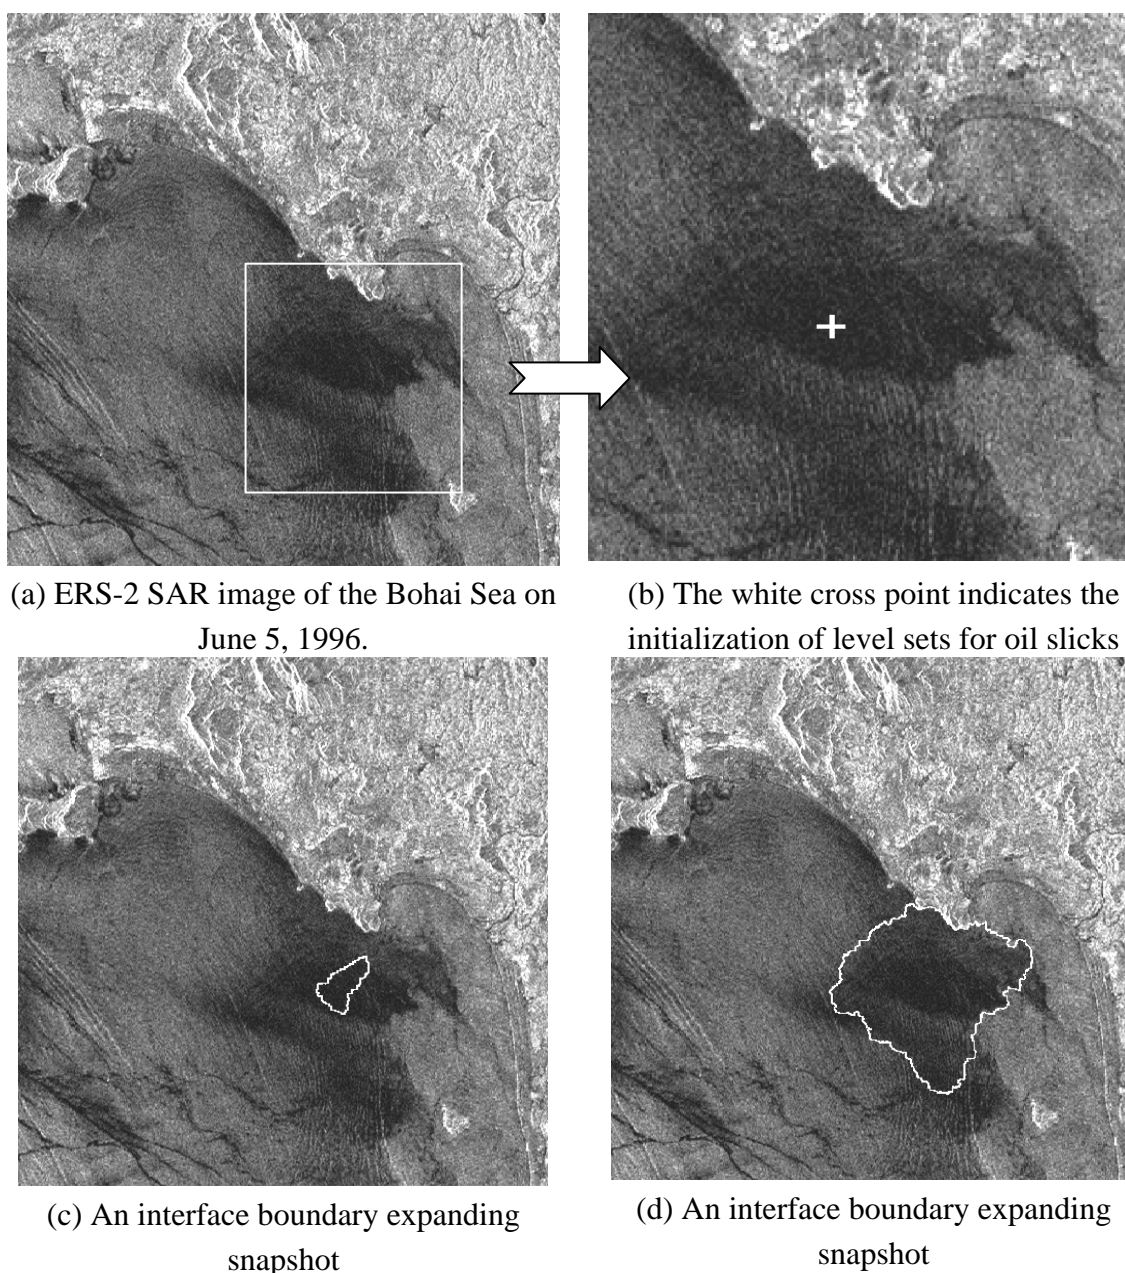 (a) ERS-2 SAR image of the Bohai Sea on
June 5, 1996.
(b) The white cross point indicates the
initialization of level sets for oil slicks
(c) An interface boundary expanding
snapshot
(d) An interface boundary expanding
snapshot